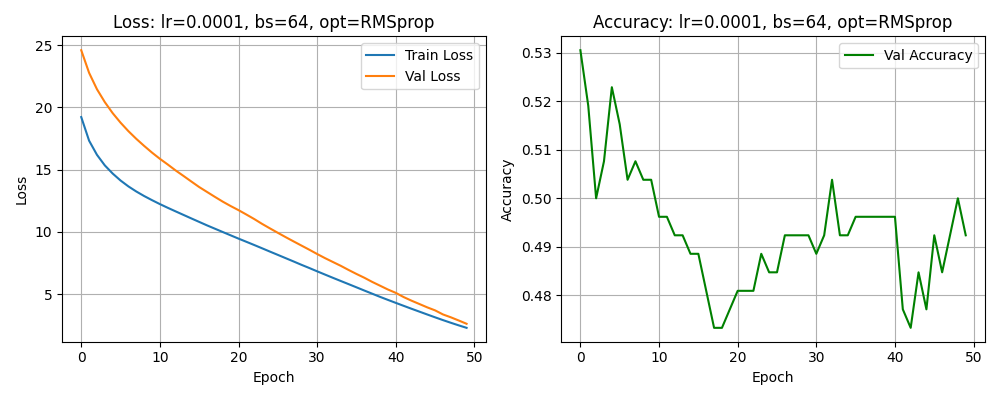 Loss: lr=0.0001, bs=64, opt=RMSprop
Train Loss
Val Loss
25
20
15
10
5
Loss
0 10 20 30 40 50
Epoch
Accuracy: lr=0.0001, bs=64, opt=RMSprop
Val Accuracy
0.53
0.52
0.51
0.50
0.49
0.48
Accuracy
0 10 20 30 40 50
Epoch